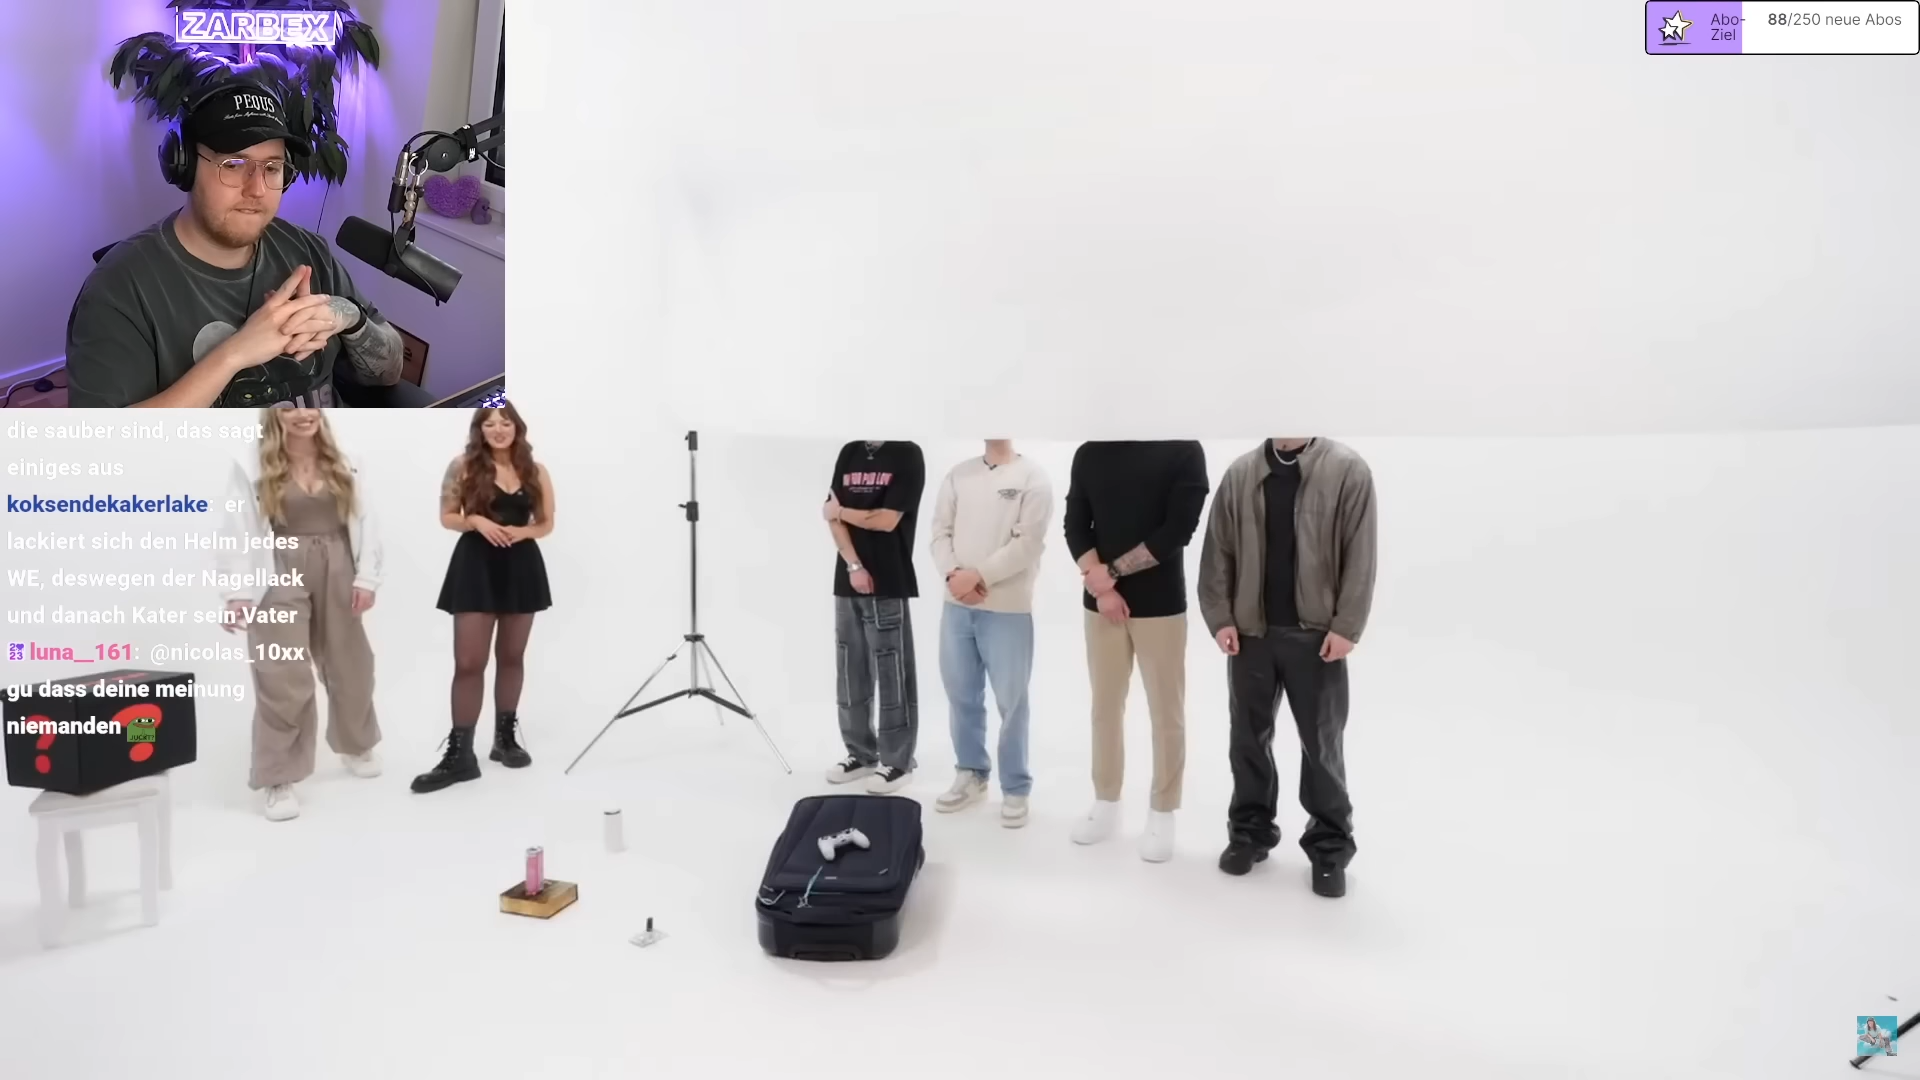 ZARBEX
PEQUS
Abo-
Ziel
88/250 neue Abos
die sauber sind, das sagt
einiges aus
koksendekakerlake: er
lackiert sich den Helm jedes
WE, deswegen der Nagellack
und danach Kater sein Vater
luna__161: @nicolas_10xx
gu dass deine meinung
niemanden
JUCKT?
? ?